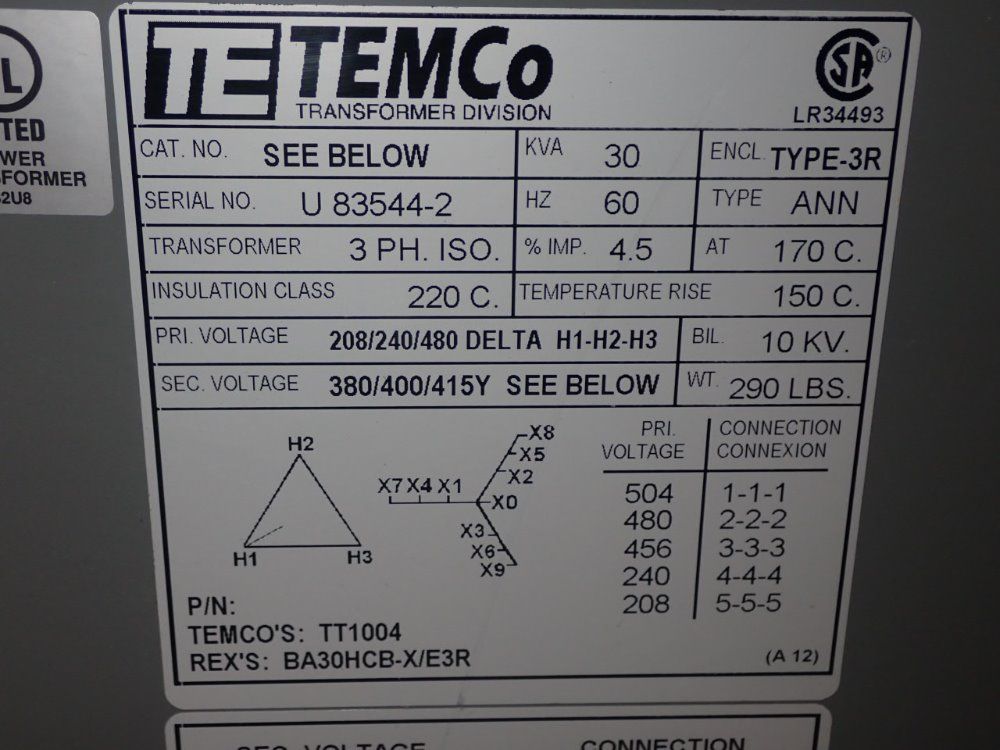 L
TED
WER
FORMER
2U8
TE TEMCo
TRANSFORMER DIVISION
SA ®
LR34493
CAT. NO. SEE BELOW KVA 30 ENCL. TYPE-3R
SERIAL NO. U 83544-2 HZ 60 TYPE ANN
TRANSFORMER 3 PH. ISO. % IMP. 4.5 AT 170 C.
INSULATION CLASS 220 C. TEMPERATURE RISE 150 C.
PRI. VOLTAGE 208/240/480 DELTA H1-H2-H3 BIL. 10 KV.
SEC. VOLTAGE 380/400/415Y SEE BELOW WT. 290 LBS.
H2
H1 H3
X8
X5
X2
X7 X4 X1
X0
X3
X6
X9
PRI. CONNECTION
VOLTAGE CONNEXION
504 1-1-1
480 2-2-2
456 3-3-3
240 4-4-4
208 5-5-5
P/N:
TEMCO'S: TT1004
REX'S: BA30HCB-X/E3R
(A 12)
SEC. VOLTAGE CONNECTION